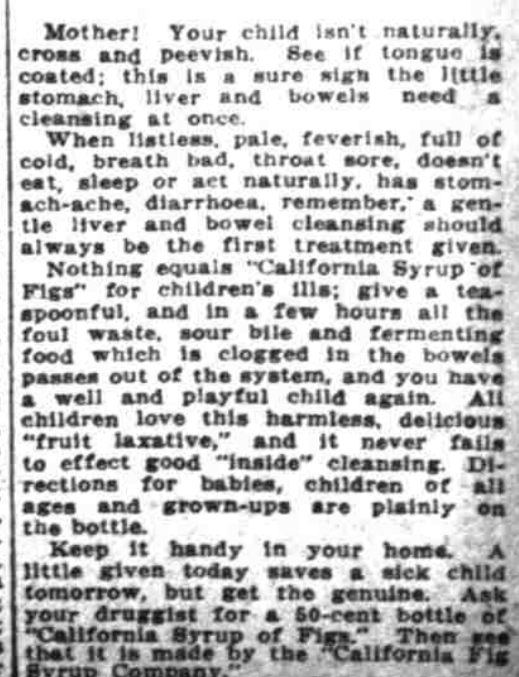 Mother! Your child isn't naturally,
cross and peevish. See if tongue is
coated; this is a sure sign the little
stomach, liver and bowels need a
cleansing at once.
When listless, pale, feverish, full of
cold, breath bad, throat sore, doesn't
eat, sleep or act naturally, has stom-
ach-ache, diarrhoea, remember, a gen-
tle liver and bowel cleansing should
always be the first treatment given.
Nothing equals "California Syrup of
Figs" for children's ills; give a tea-
spoonful, and in a few hours all the
foul waste, sour bile and fermenting
food which is clogged in the bowels
passes out of the system, and you have
a well and playful child again. All
children love this harmless, delicious
"fruit laxative," and it never fails
to effect good "inside" cleansing. Di-
rections for babies, children of all
ages and grown-ups are plainly on
the bottle.
Keep it handy in your home. A
little given today saves a sick child
tomorrow, but get the genuine. Ask
your druggist for a 50-cent bottle of
"California Syrup of Figs." Then see
that it is made by the "California Fig
Syrup Company."